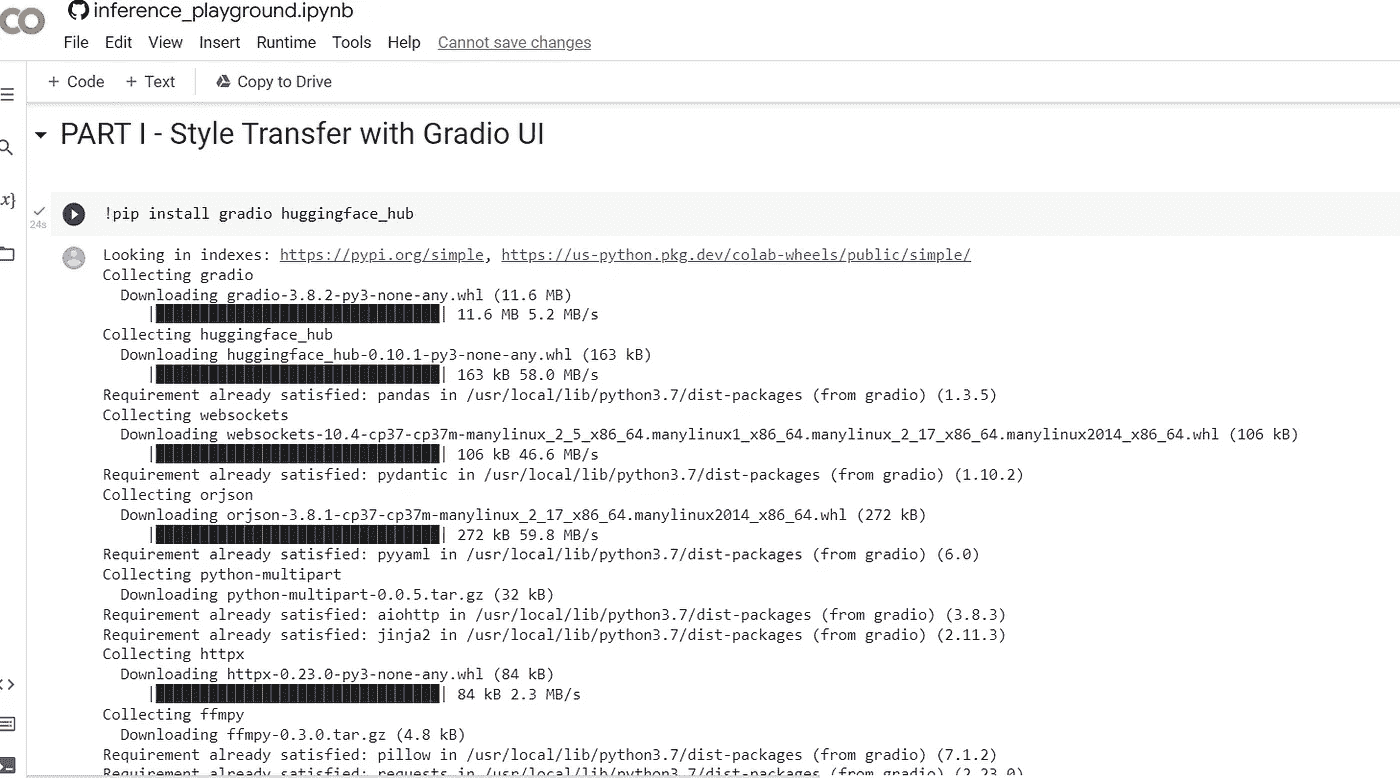 CO
inference_playground.ipynb
File Edit View Insert Runtime Tools Help Cannot save changes
+ Code + Text Copy to Drive
PART I - Style Transfer with Gradio UI
24s
!pip install gradio huggingface_hub
Looking in indexes: https://pypi.org/simple, https://us-python.pkg.dev/colab-wheels/public/simple/
Collecting gradio
Downloading gradio-3.8.2-py3-none-any.whl (11.6 MB)
|████████████████████████████████| 11.6 MB 5.2 MB/s
Collecting huggingface_hub
Downloading huggingface_hub-0.10.1-py3-none-any.whl (163 kB)
|████████████████████████████████| 163 kB 58.0 MB/s
Requirement already satisfied: pandas in /usr/local/lib/python3.7/dist-packages (from gradio) (1.3.5)
Collecting websockets
Downloading websockets-10.4-cp37-cp37m-manylinux_2_5_x86_64.manylinux1_x86_64.manylinux_2_17_x86_64.manylinux2014_x86_64.whl (106 kB)
|████████████████████████████████| 106 kB 46.6 MB/s
Requirement already satisfied: pydantic in /usr/local/lib/python3.7/dist-packages (from gradio) (1.10.2)
Collecting orjson
Downloading orjson-3.8.1-cp37-cp37m-manylinux_2_17_x86_64.manylinux2014_x86_64.whl (272 kB)
|████████████████████████████████| 272 kB 59.8 MB/s
Requirement already satisfied: pyyaml in /usr/local/lib/python3.7/dist-packages (from gradio) (6.0)
Collecting python-multipart
Downloading python-multipart-0.0.5.tar.gz (32 kB)
Requirement already satisfied: aiohttp in /usr/local/lib/python3.7/dist-packages (from gradio) (3.8.3)
Requirement already satisfied: jinja2 in /usr/local/lib/python3.7/dist-packages (from gradio) (2.11.3)
Collecting httpx
Downloading httpx-0.23.0-py3-none-any.whl (84 kB)
|████████████████████████████████| 84 kB 2.3 MB/s
Collecting ffmpy
Downloading ffmpy-0.3.0.tar.gz (4.8 kB)
Requirement already satisfied: pillow in /usr/local/lib/python3.7/dist-packages (from gradio) (7.1.2)
Requirement already satisfied: requests in /usr/local/lib/python3.7/dist-packages (from gradio) (2.23.0)